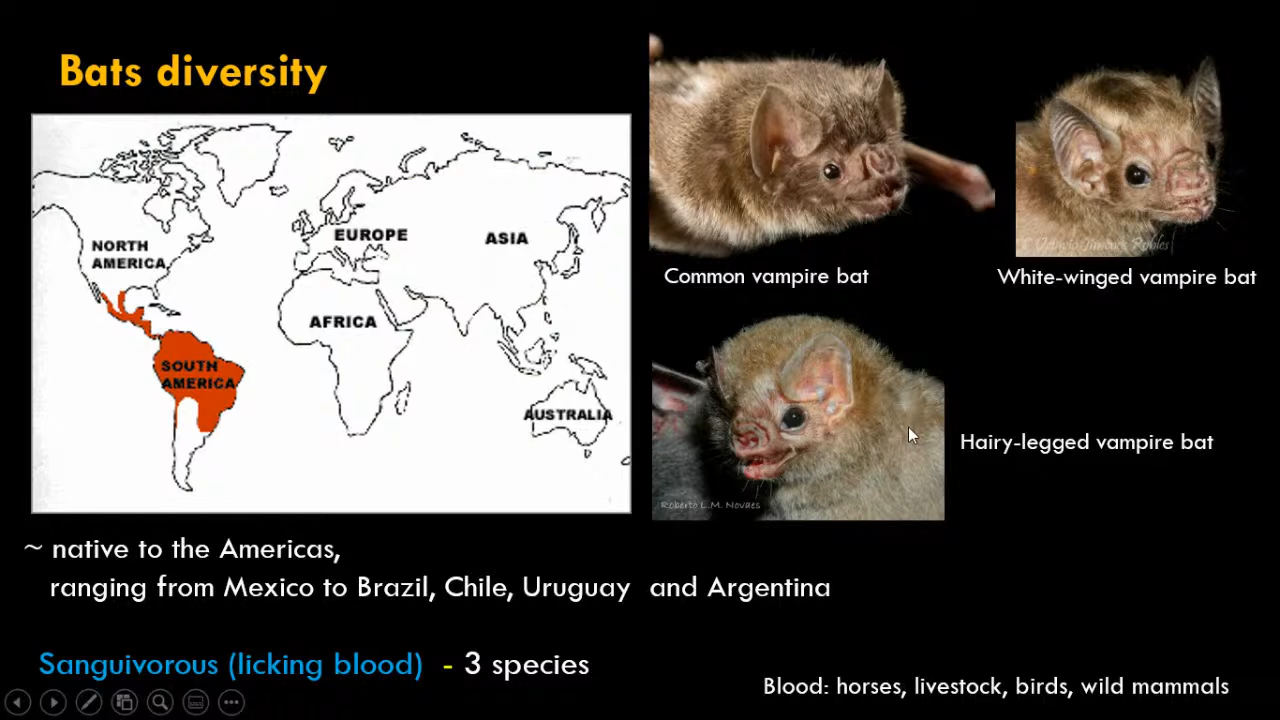 Bats diversity
NORTH
AMERICA
EUROPE
ASIA
AFRICA
SOUTH
AMERICA
AUSTRALIA
Common vampire bat
White-winged vampire bat
Roberto L.M. Novaes
Hairy-legged vampire bat
~ native to the Americas,
ranging from Mexico to Brazil, Chile, Uruguay and Argentina
Sanguivorous (licking blood) - 3 species
Blood: horses, livestock, birds, wild mammals